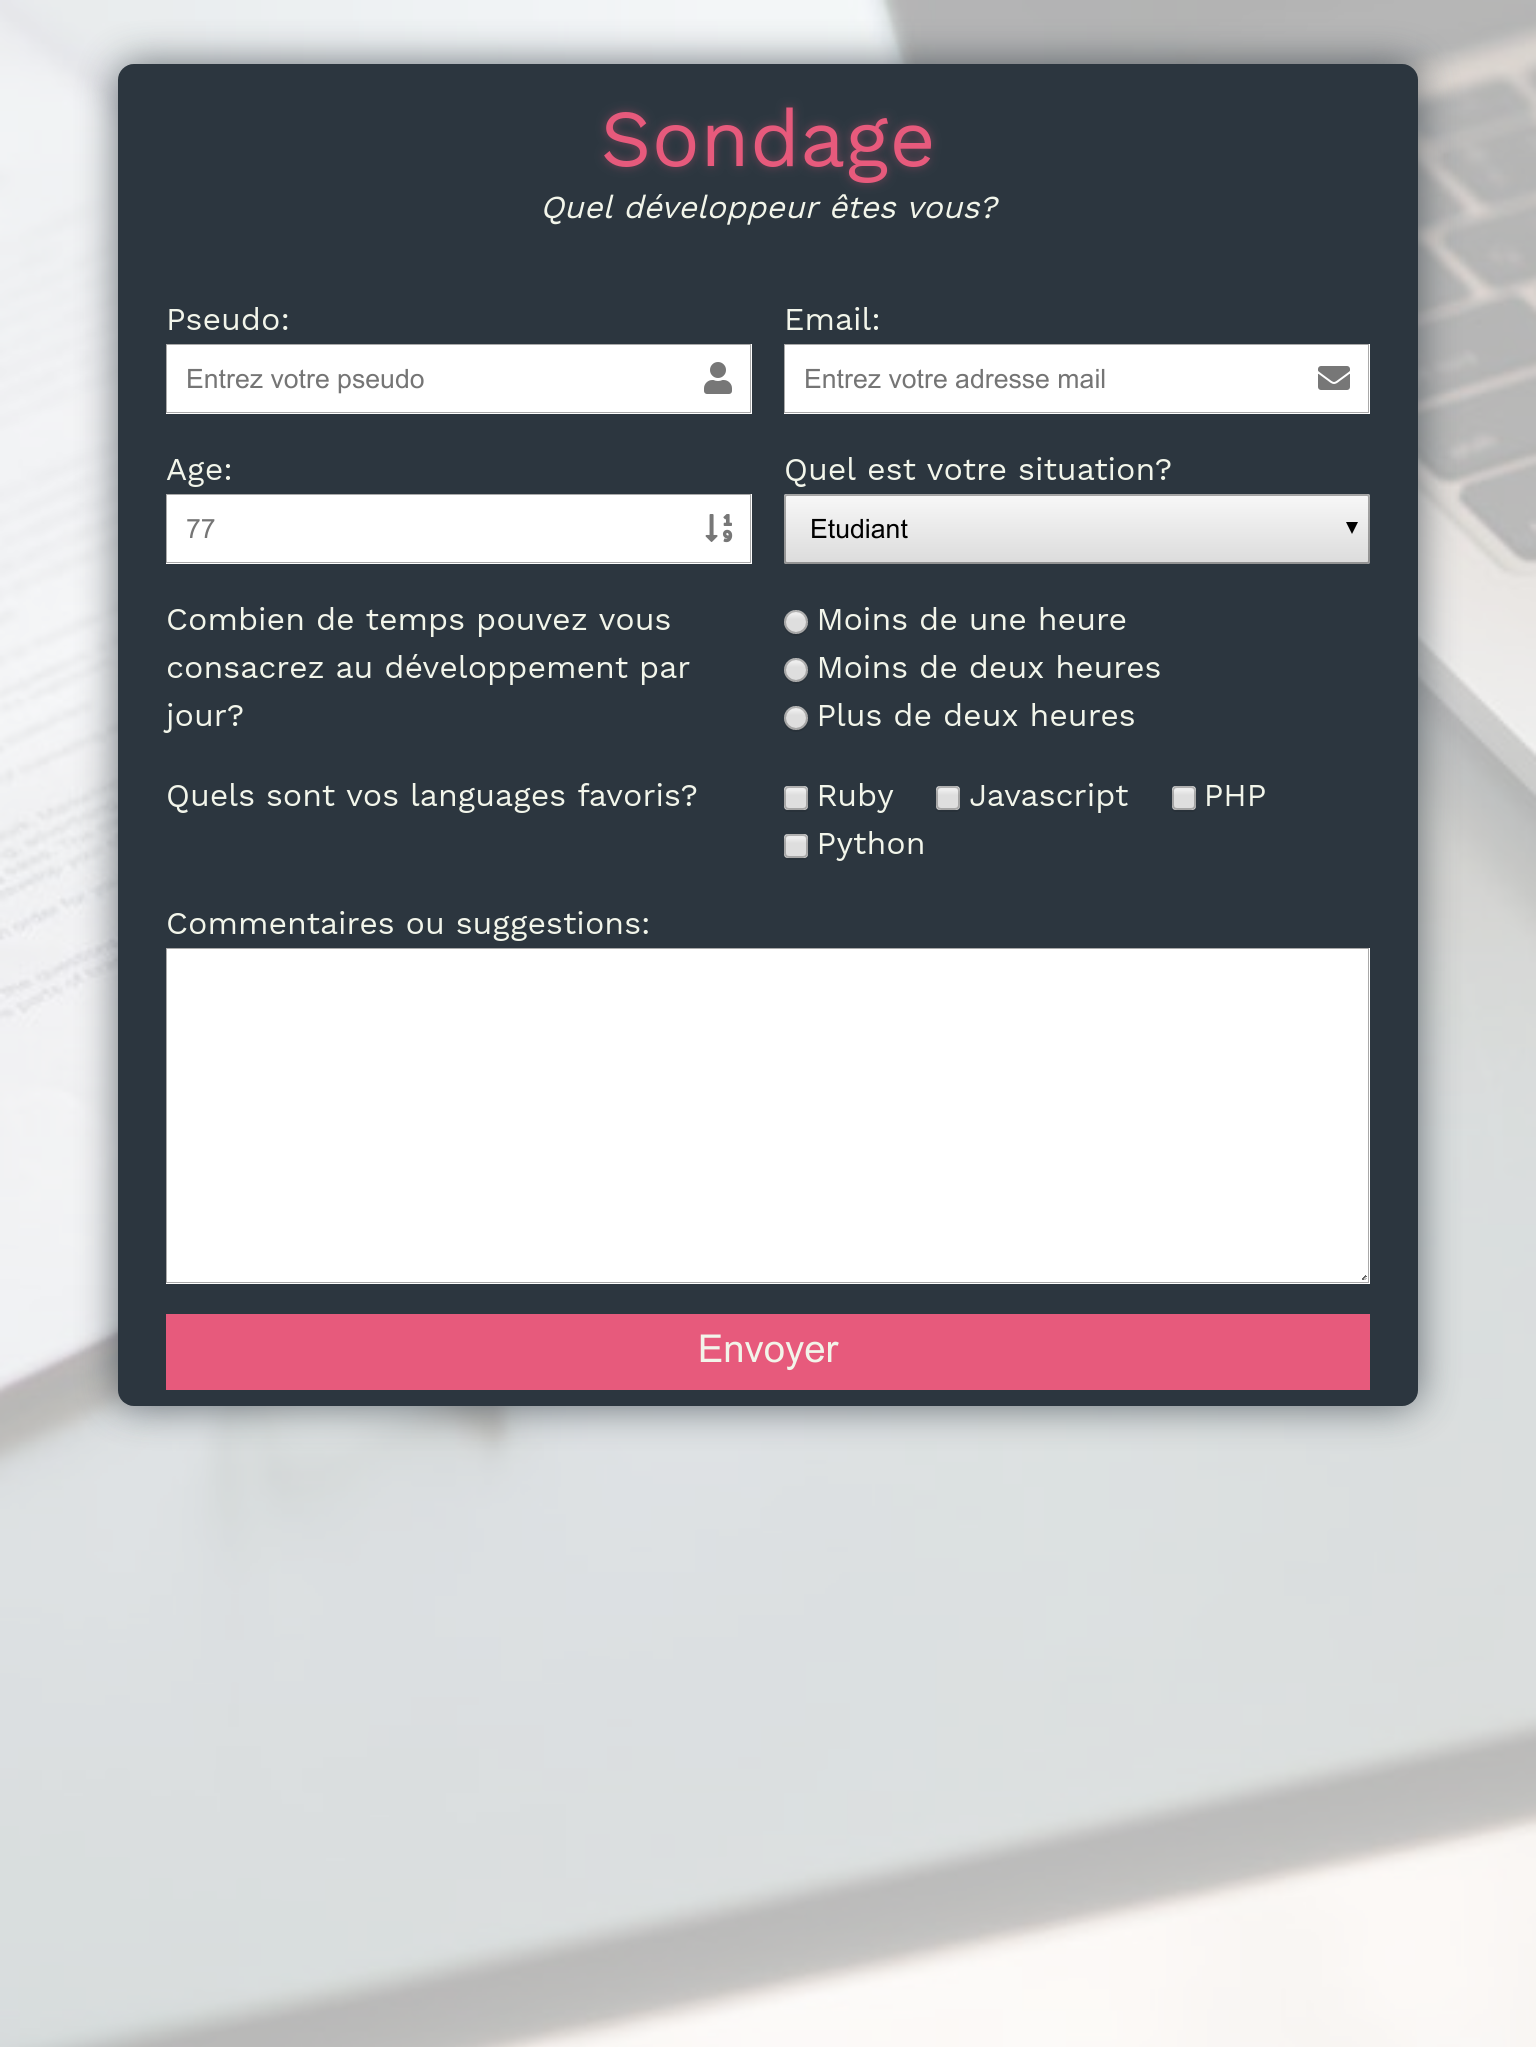 Sondage
Quel développeur êtes vous?
Pseudo:
Email:
Entrez votre pseudo
Entrez votre adresse mail
Age:
Quel est votre situation?
77
Etudiant
Combien de temps pouvez vous
consacrez au développement par
jour?
Moins de une heure
Moins de deux heures
Plus de deux heures
Quels sont vos languages favoris?
Ruby Javascript PHP
Python
Commentaires ou suggestions:
Envoyer